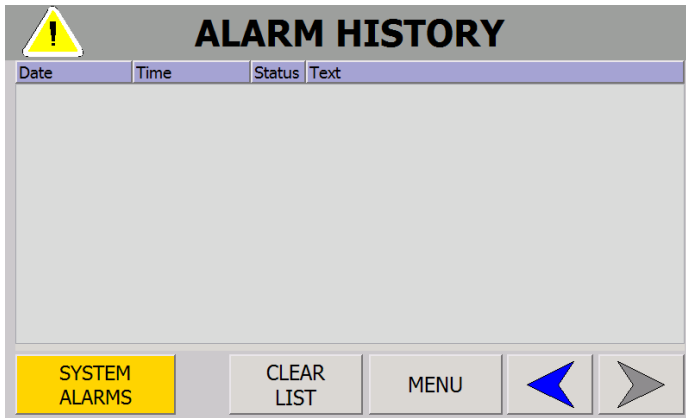 !
ALARM HISTORY
Date Time Status Text
SYSTEM
ALARMS
CLEAR
LIST
MENU